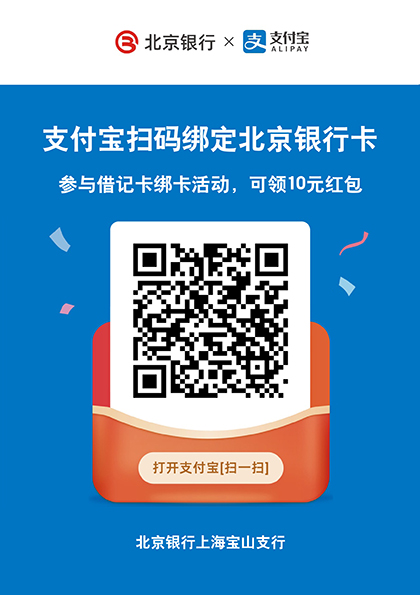 北京银行 × 支 支付宝
ALIPAY
支付宝扫码绑定北京银行卡
参与借记卡绑卡活动，可领10元红包
打开支付宝[扫一扫]
北京银行上海宝山支行